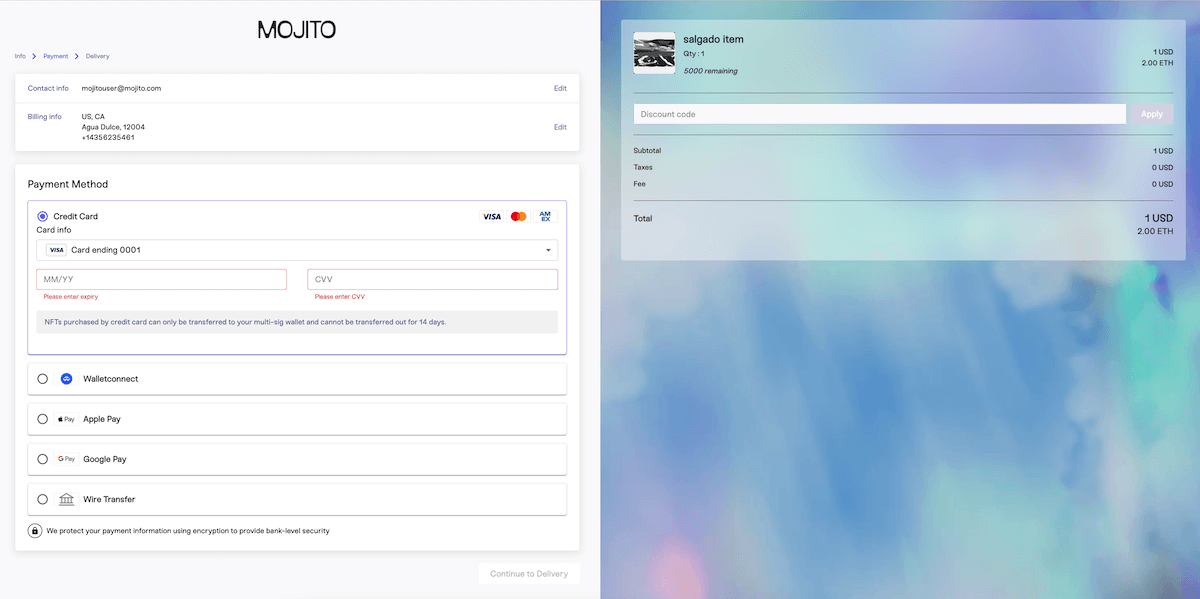 MOJITO
Info > Payment > Delivery
Contact info mojitouser@mojito.com Edit
Billing info US, CA
Agua Dulce, 12004 Edit
+14356235461
Payment Method
Credit Card VISA AM EX
Card info
VISA Card ending 0001
MM/YY CVV
Please enter expiry Please enter CVV
NFTs purchased by credit card can only be transferred to your multi-sig wallet and cannot be transferred out for 14 days.
Walletconnect
Pay Apple Pay
G Pay Google Pay
Wire Transfer
We protect your payment information using encryption to provide bank-level security
Continue to Delivery
salgado item
Qty : 1 1 USD
2.00 ETH
5000 remaining
Discount code Apply
Subtotal 1 USD
Taxes 0 USD
Fee 0 USD
Total 1 USD
2.00 ETH